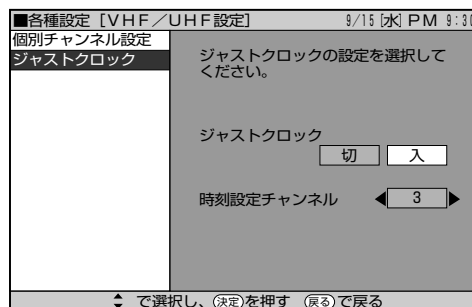 ■各種設定［VHF／UHF設定］ 9/15[水]PM 9:30
個別チャンネル設定
ジャストクロック
ジャストクロックの設定を選択して
ください。
ジャストクロック
切 入
時刻設定チャンネル ◀ 3 ▶
で選択し、決定を押す 戻るで戻る